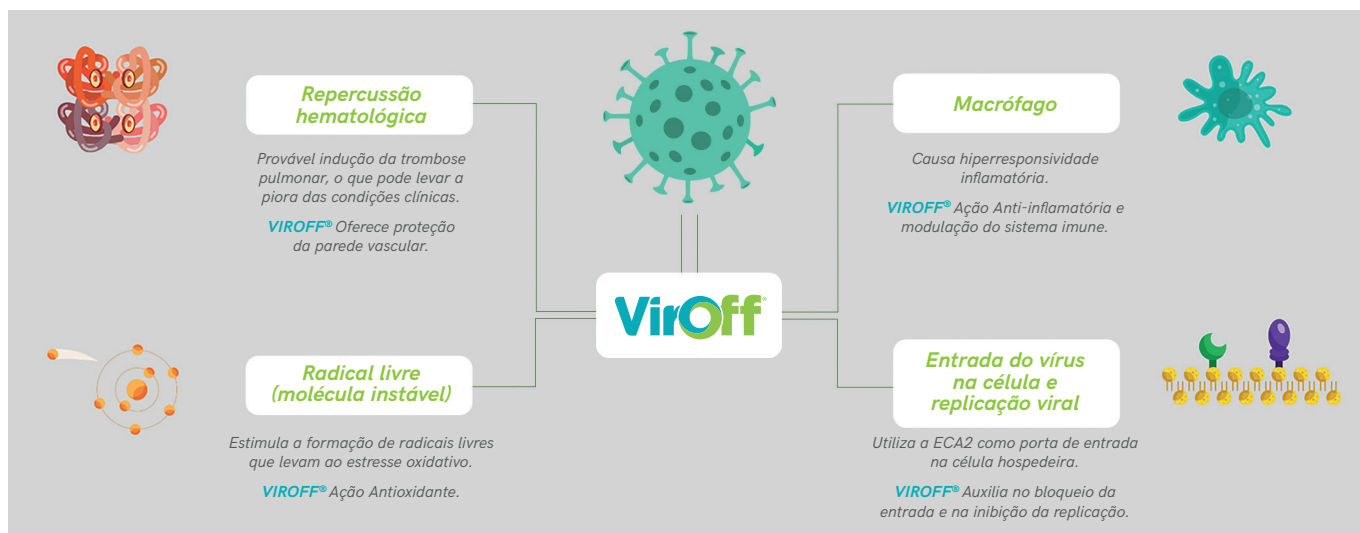 Repercussão
hematológica
Provável indução da trombose
pulmonar, o que pode levar a
piora das condições clínicas.
VIROFF® Oferece proteção
da parede vascular.
Macrófago
Causa hiperresponsividade
inflamatória.
VIROFF® Ação Anti-inflamatória e
modulação do sistema imune.
VirOff®
Radical livre
(molécula instável)
Estimula a formação de radicais livres
que levam ao estresse oxidativo.
VIROFF® Ação Antioxidante.
Entrada do vírus
na célula e
replicação viral
Utiliza a ECA2 como porta de entrada
na célula hospedeira.
VIROFF® Auxilia no bloqueio da
entrada e na inibição da replicação.